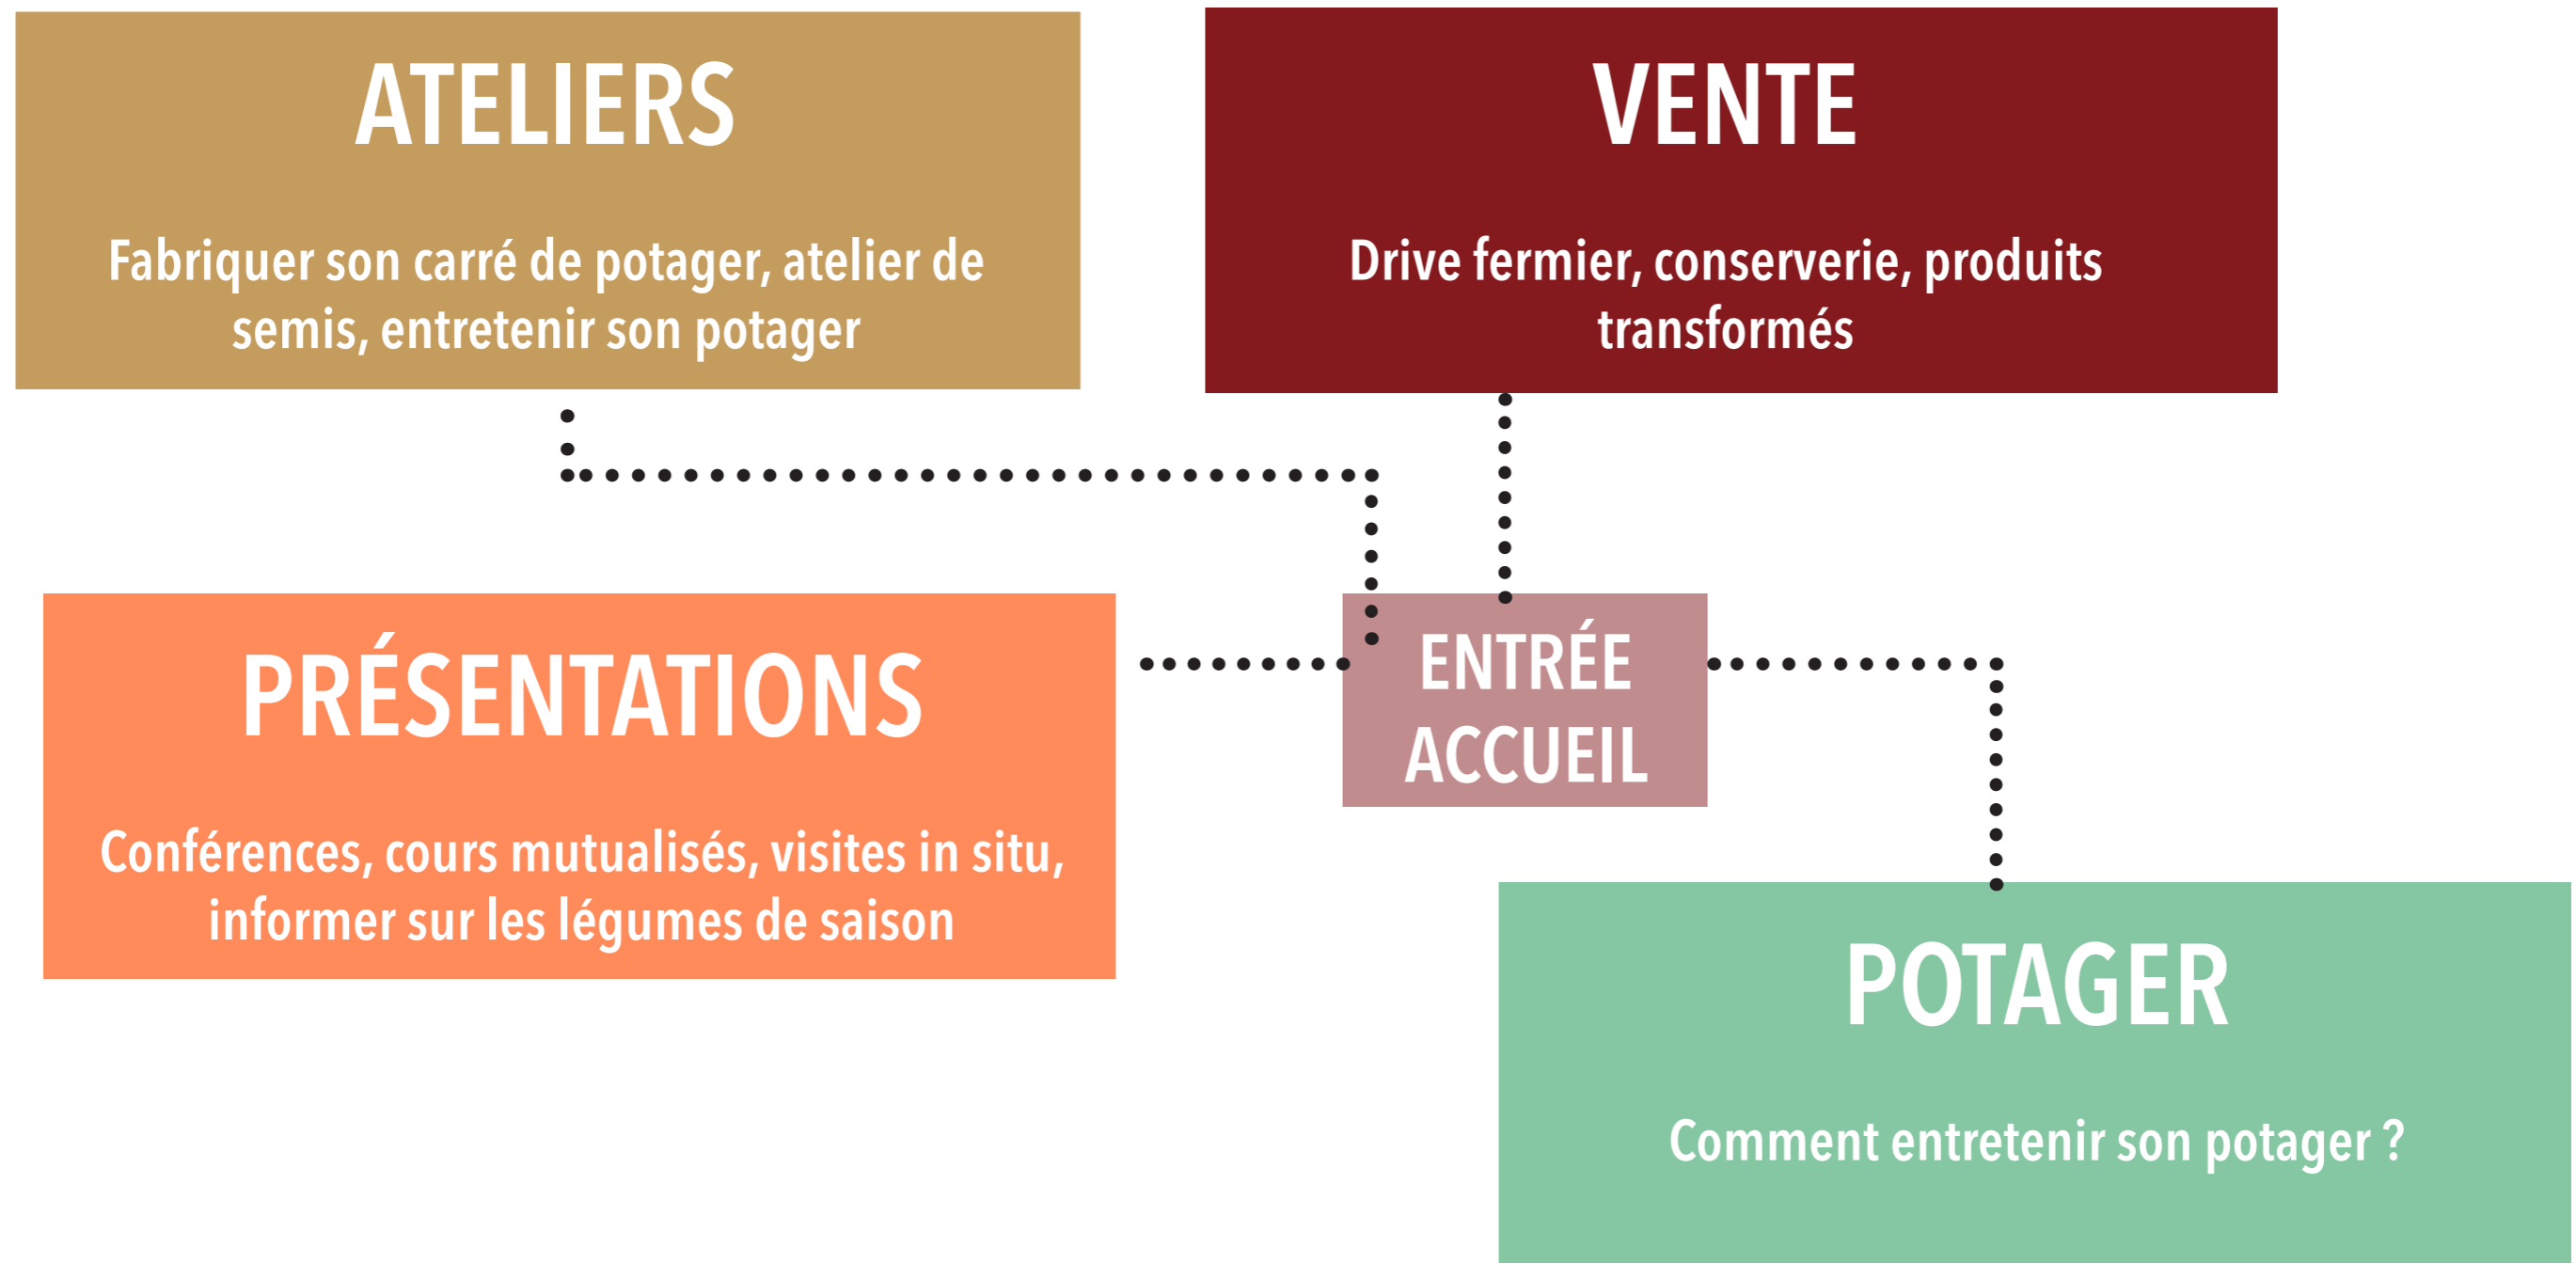 ATELIERS
Fabriquer son carré de potager, atelier de
semis, entretenir son potager
VENTE
Drive fermier, conserverie, produits
transformés
PRÉSENTATIONS
Conférences, cours mutualisés, visites in situ,
informer sur les légumes de saison
ENTRÉE
ACCUEIL
POTAGER
Comment entretenir son potager ?